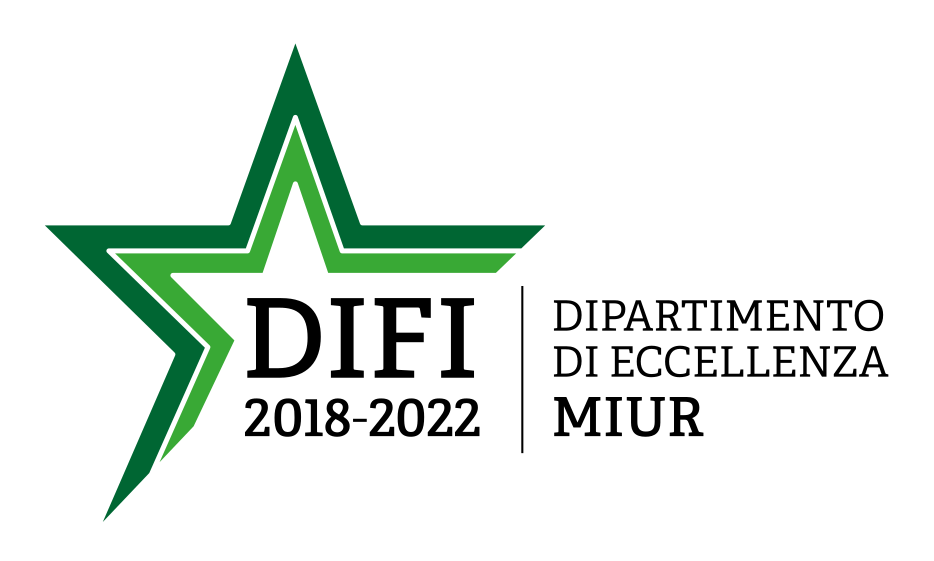 DIFI
2018-2022
DIPARTIMENTO
DI ECCELLENZA
MIUR